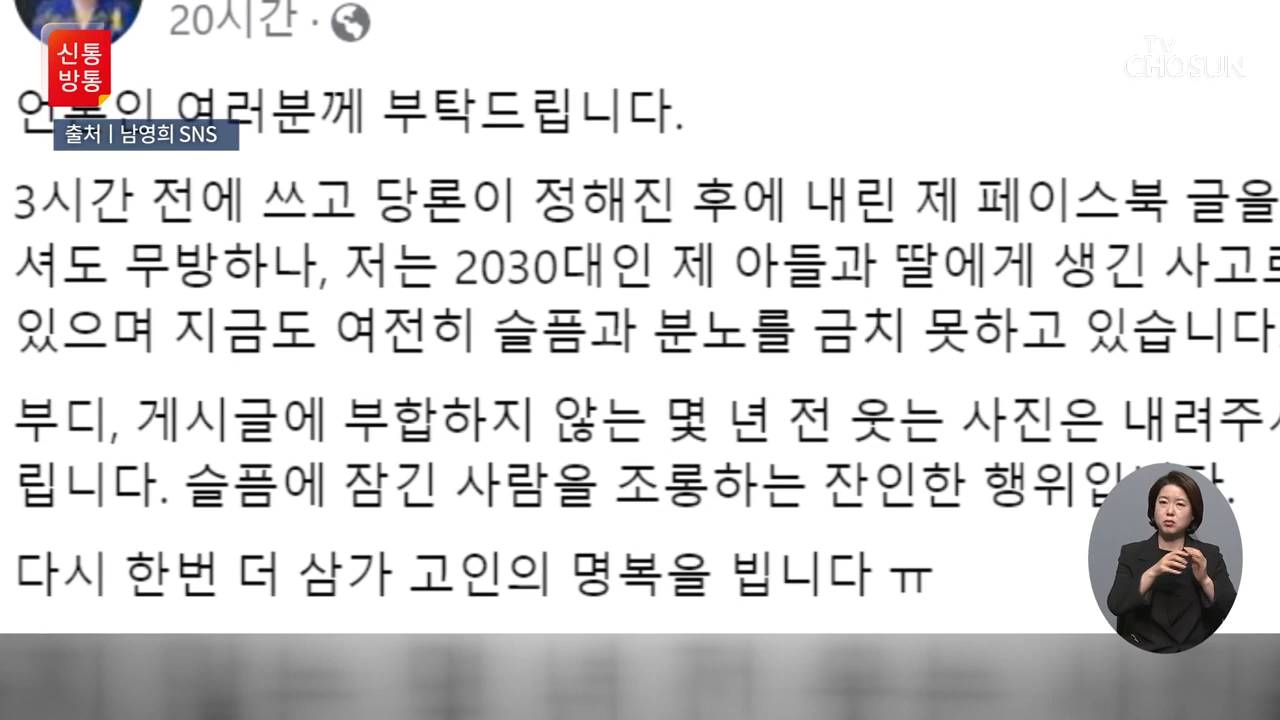 20시간 ·
신통
방통
TV
CHOSUN
여러분께 부탁드립니다.
출처 | 남영희 SNS
3시간 전에 쓰고 당론이 정해진 후에 내린 제 페이스북 글을
셔도 무방하나, 저는 2030대인 제 아들과 딸에게 생긴 사고로
있으며 지금도 여전히 슬픔과 분노를 금치 못하고 있습니다.
부디, 게시글에 부합하지 않는 몇 년 전 웃는 사진은 내려주시
립니다. 슬픔에 잠긴 사람을 조롱하는 잔인한 행위입니다.
다시 한번 더 삼가 고인의 명복을 빕니다 ㅠ